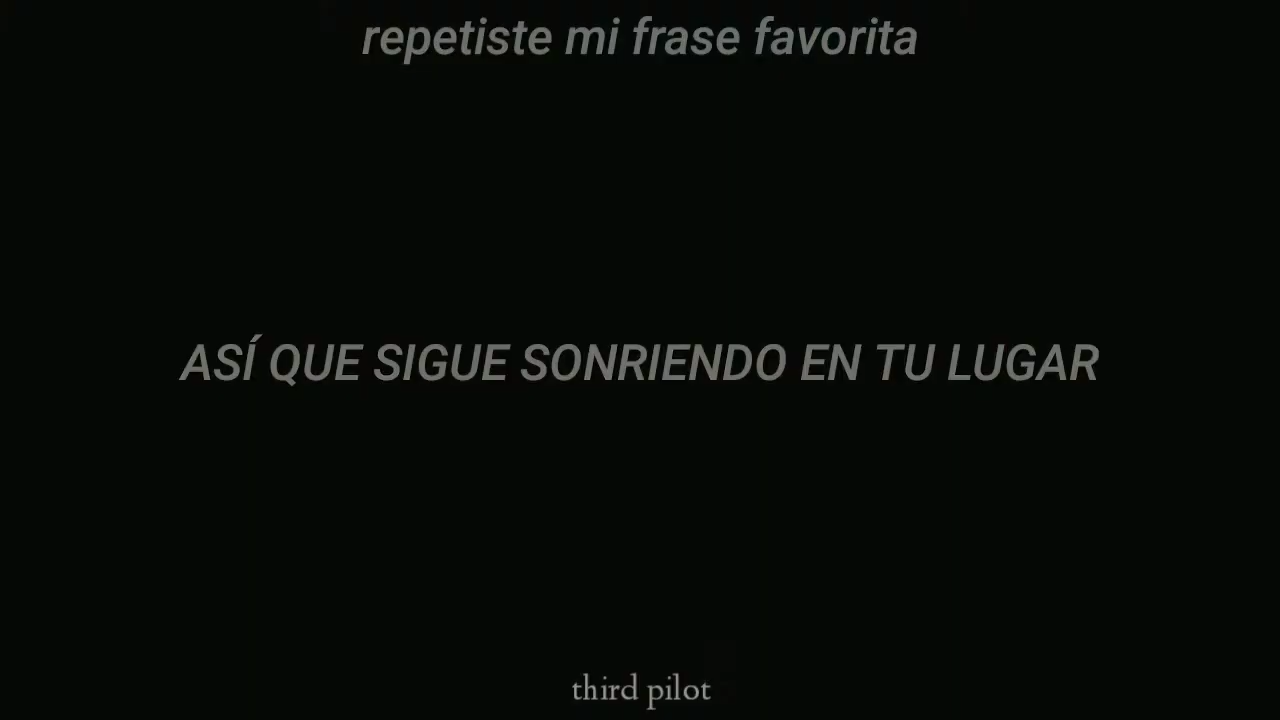 repetiste mi frase favorita
ASÍ QUE SIGUE SONRIENDO EN TU LUGAR
third pilot